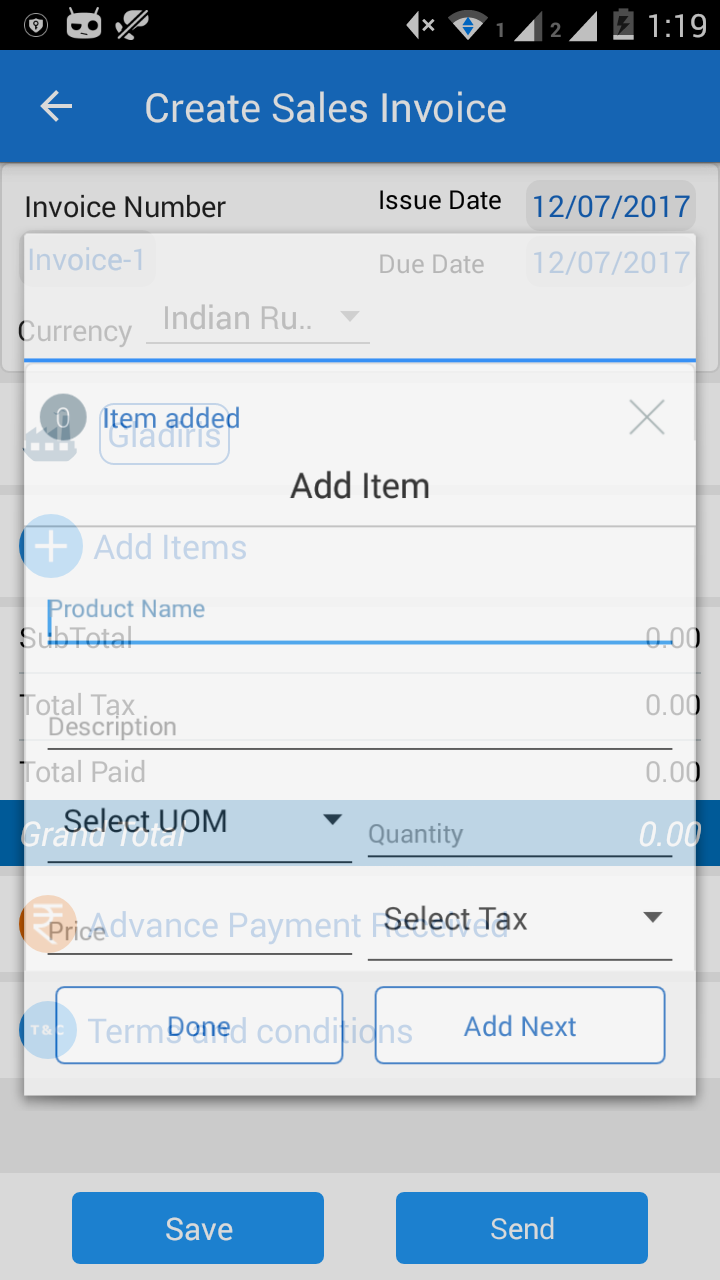 1 2 1:19
Create Sales Invoice
Invoice Number Issue Date 12/07/2017
Invoice-1 Due Date 12/07/2017
Currency Indian Ru..
0 Item added
Gladiris
Add Item
Add Items
Product Name
SubTotal 0.00
Total Tax 0.00
Description
Total Paid 0.00
Select UOM
Grand Total 0.00
Quantity
Select Tax
Advance Payment Received
Price
T&C Terms and conditions
Done Add Next
Save Send